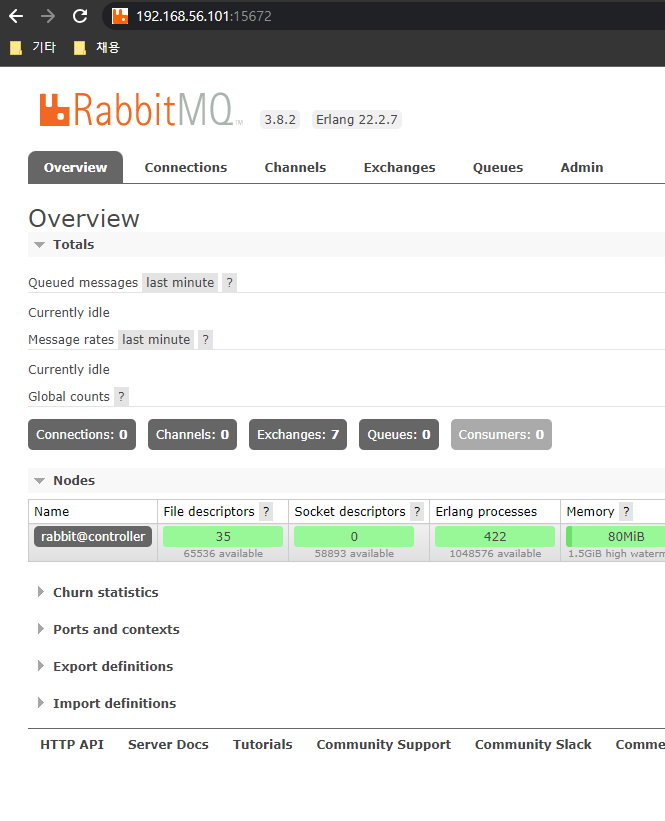 192.168.56.101:15672
기타 채용
RabbitMQ TM 3.8.2 Erlang 22.2.7
Overview Connections Channels Exchanges Queues Admin
Overview
Totals
Queued messages last minute ?
Currently idle
Message rates last minute ?
Currently idle
Global counts ?
Connections: 0 Channels: 0 Exchanges: 7 Queues: 0 Consumers: 0
Nodes
Name File descriptors ? Socket descriptors ? Erlang processes Memory ?
rabbit@controller 35 0 422 80MiB
65536 available 58893 available 1048576 available 1.5GiB high waterm
Churn statistics
Ports and contexts
Export definitions
Import definitions
HTTP API Server Docs Tutorials Community Support Community Slack Comme